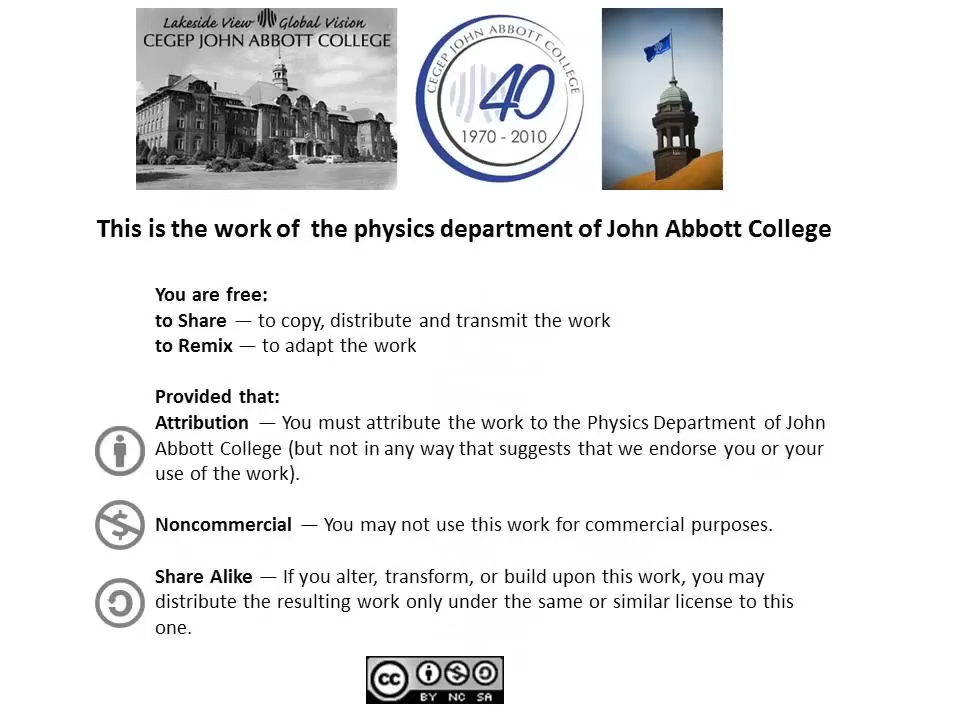 Lakeside View Global Vision
CEGEP JOHN ABBOTT COLLEGE
CEGEP JOHN ABBOTT COLLEGE
40
1970 - 2010
This is the work of the physics department of John Abbott College
You are free:
to Share — to copy, distribute and transmit the work
to Remix — to adapt the work
Provided that:
Attribution — You must attribute the work to the Physics Department of John
Abbott College (but not in any way that suggests that we endorse you or your
use of the work).
Noncommercial — You may not use this work for commercial purposes.
Share Alike — If you alter, transform, or build upon this work, you may
distribute the resulting work only under the same or similar license to this
one.
cc
BY NC SA